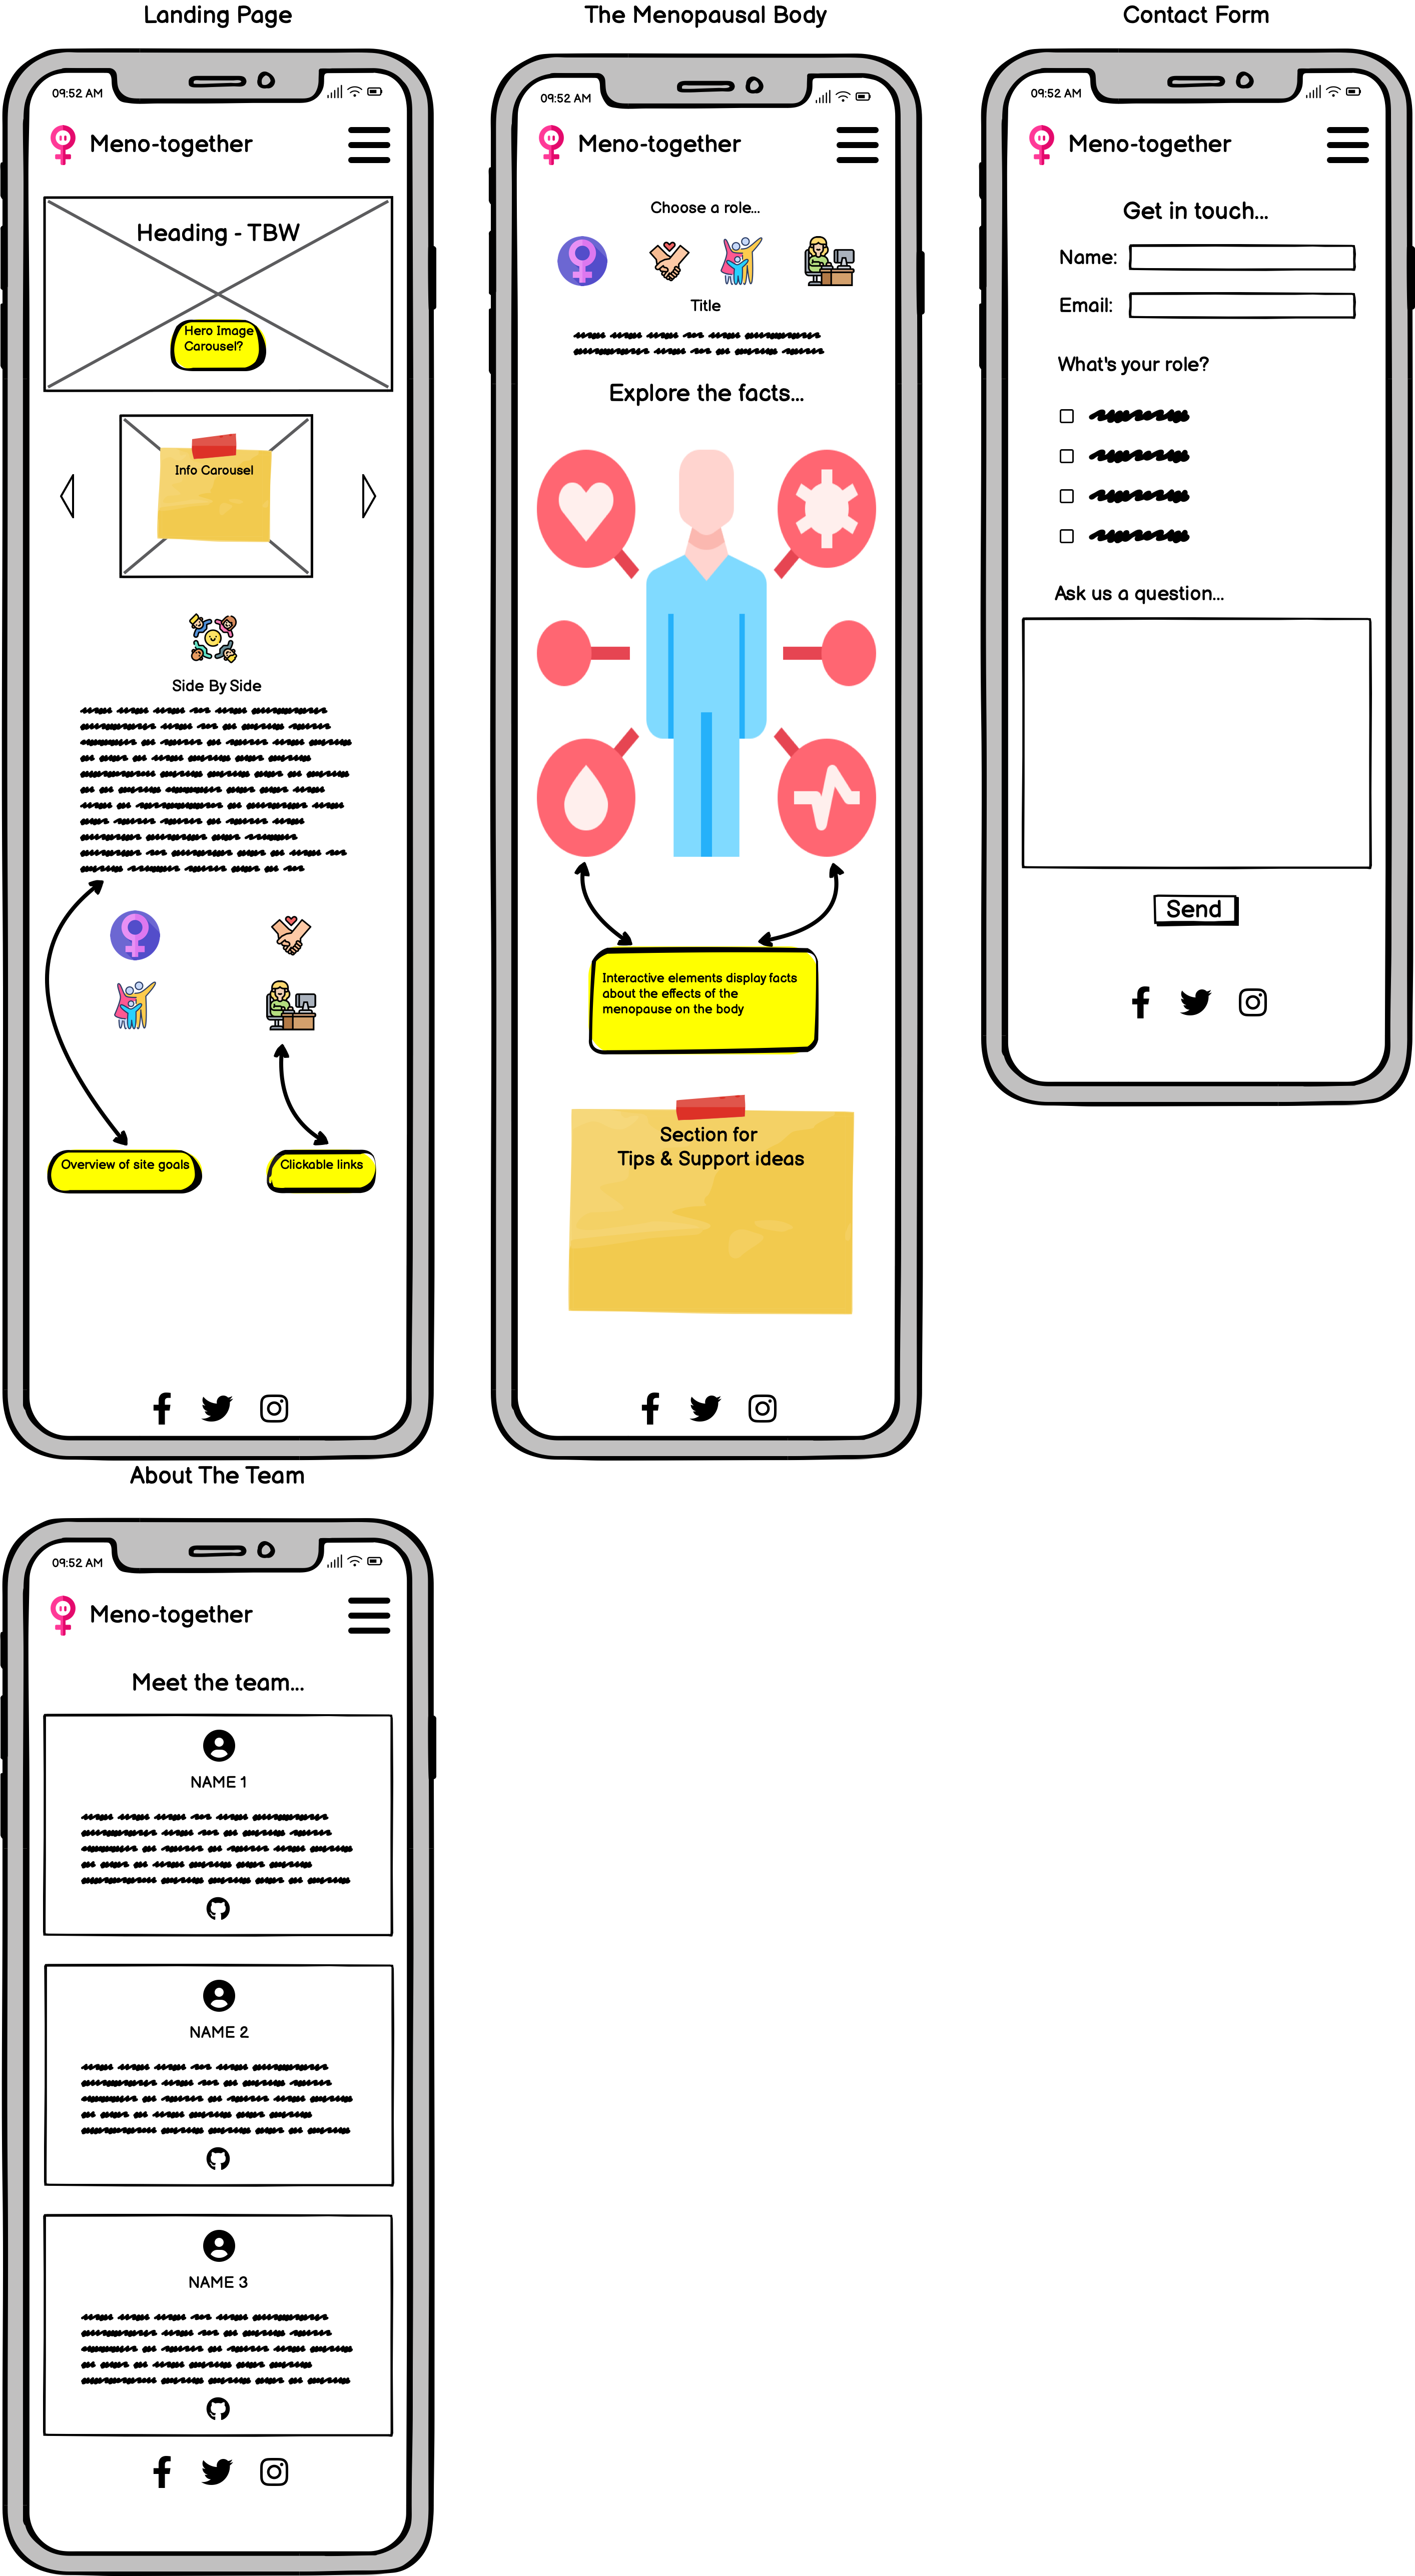 Landing Page
09:52 AM
Meno-together
Heading - TBW
Hero Image
Carousel?
Info Carousel
Side By Side
Overview of site goals
Clickable links
The Menopausal Body
09:52 AM
Meno-together
Choose a role...
Title
Explore the facts...
Interactive elements display facts
about the effects of the
menopause on the body
Section for
Tips & Support ideas
Contact Form
09:52 AM
Meno-together
Get in touch...
Name:
Email:
What's your role?
Ask us a question...
Send
About The Team
09:52 AM
Meno-together
Meet the team...
NAME 1
NAME 2
NAME 3